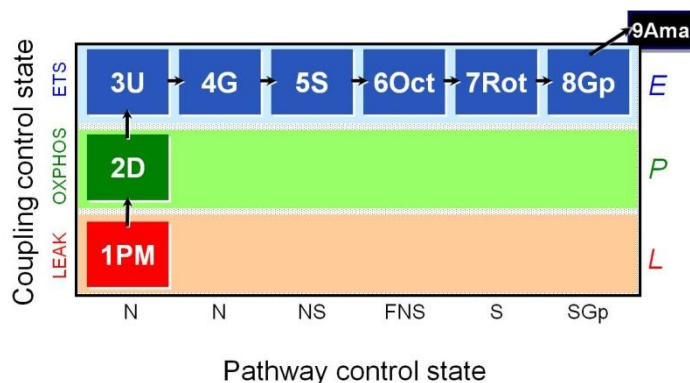 9Ama
Coupling control state
ETS
3U 4G 5S 6Oct 7Rot 8Gp
E
OXPHOS
2D
P
LEAK
1PM
L
N N NS FNS S SGp
Pathway control state